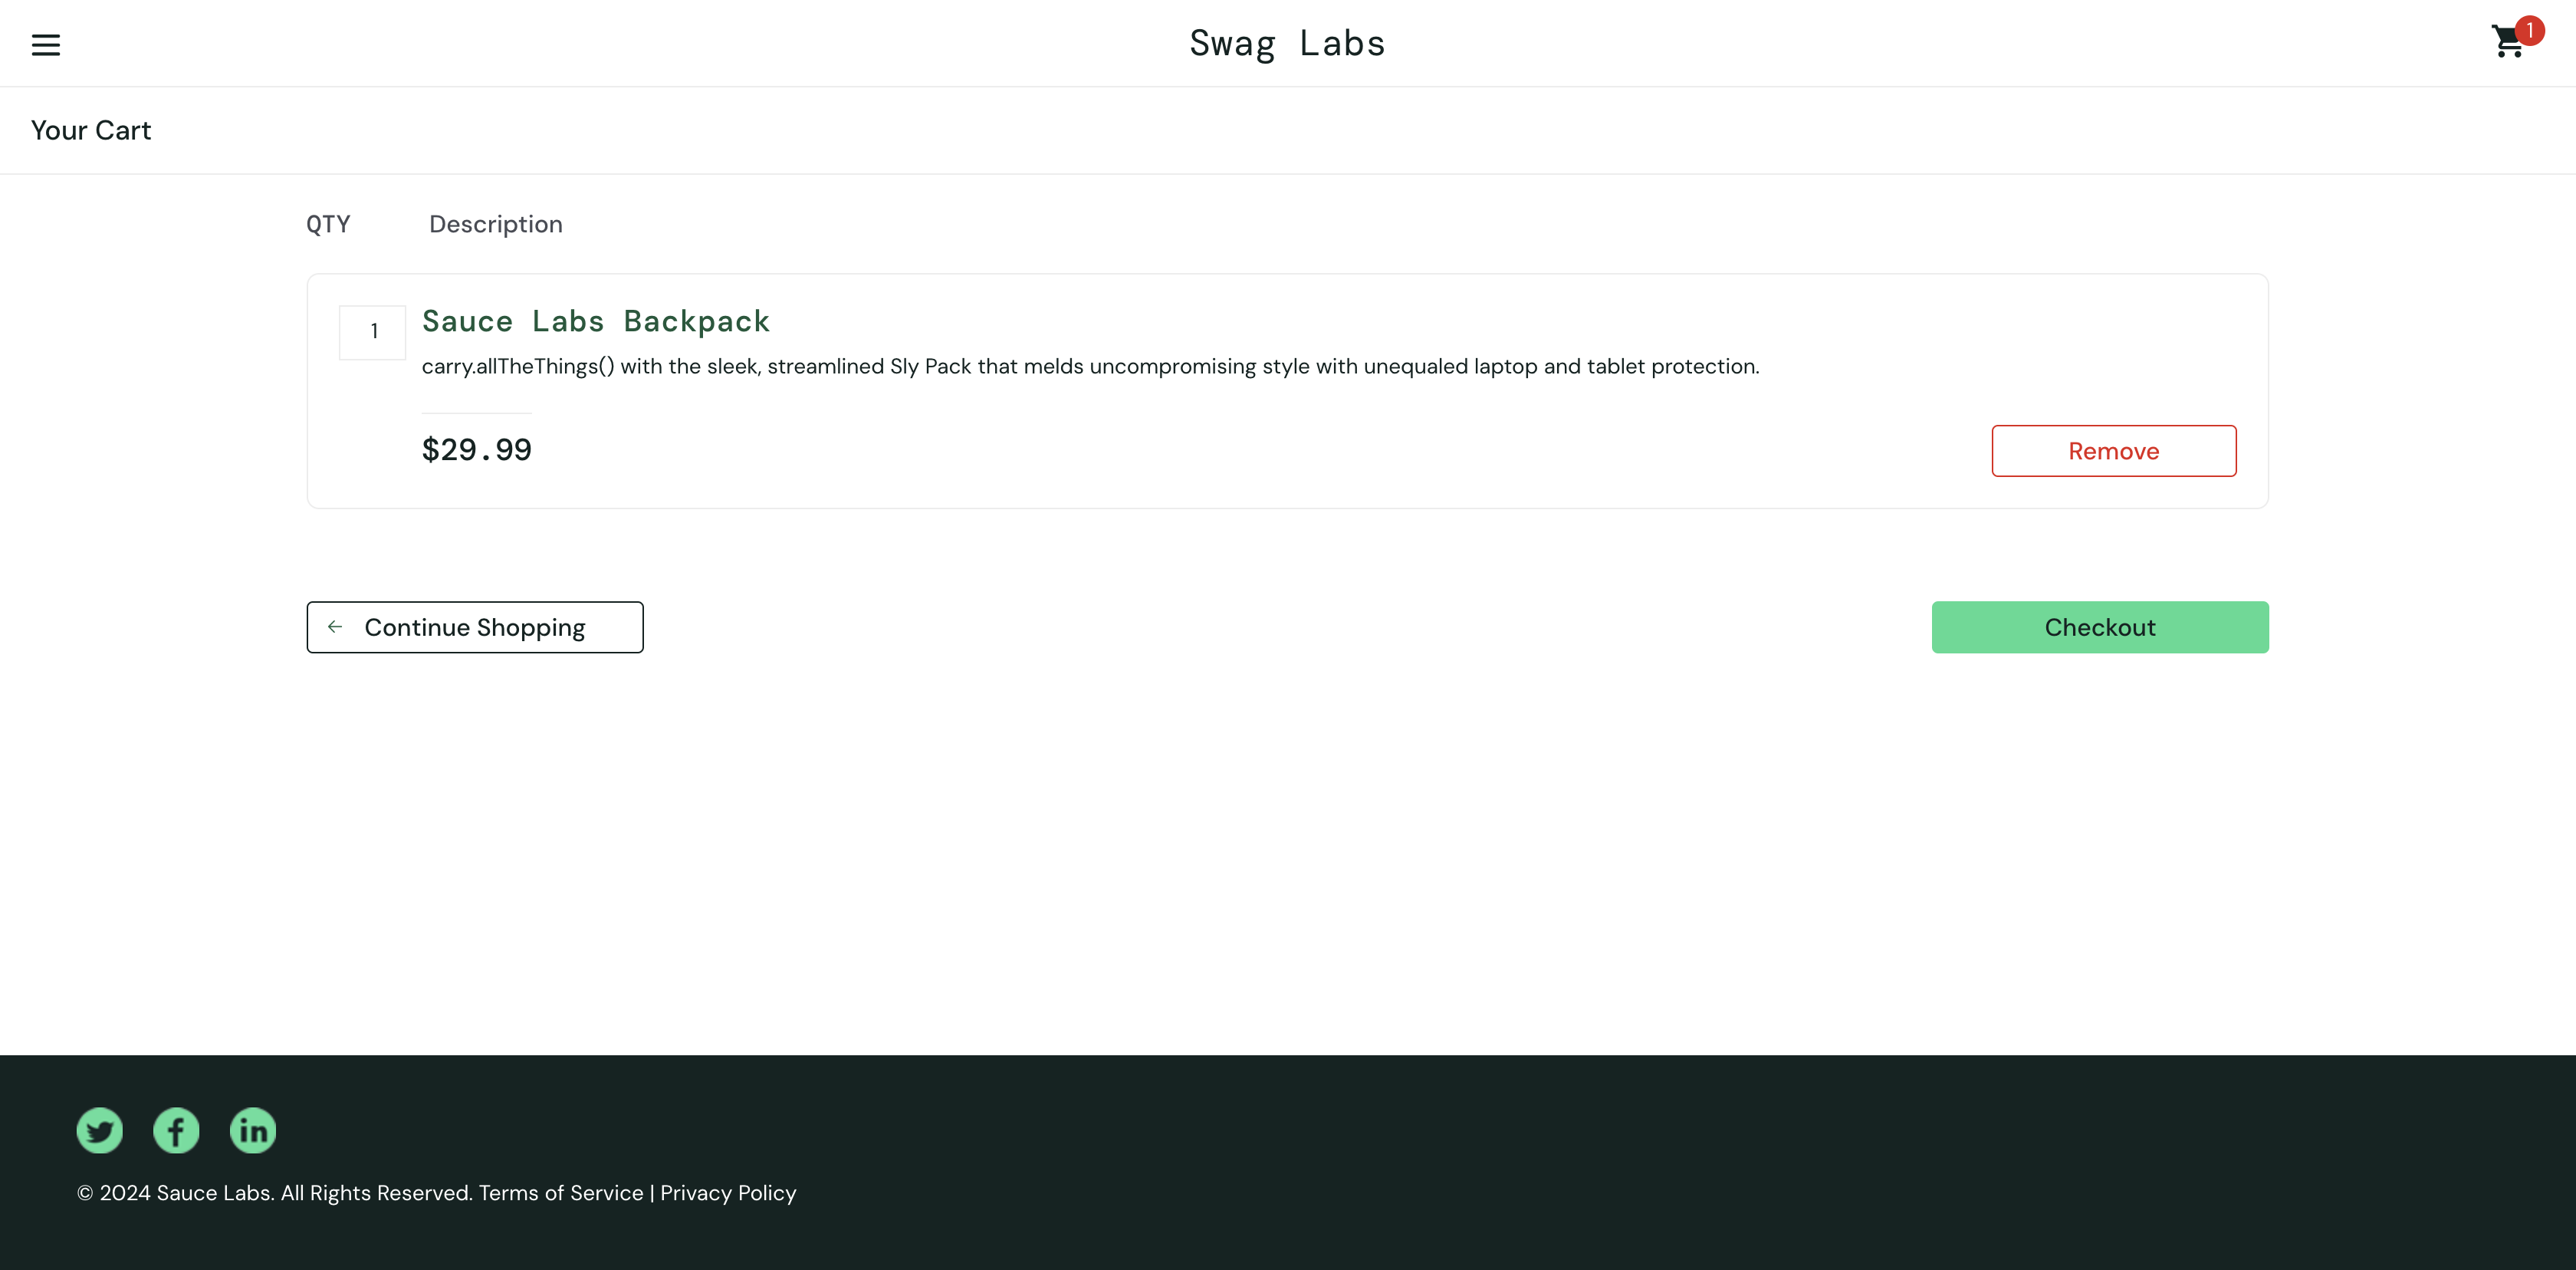 Swag Labs
1
Your Cart
QTY Description
1 Sauce Labs Backpack
carry.allTheThings() with the sleek, streamlined Sly Pack that melds uncompromising style with unequaled laptop and tablet protection.
$29.99 Remove
Continue Shopping Checkout
© 2024 Sauce Labs. All Rights Reserved. Terms of Service | Privacy Policy